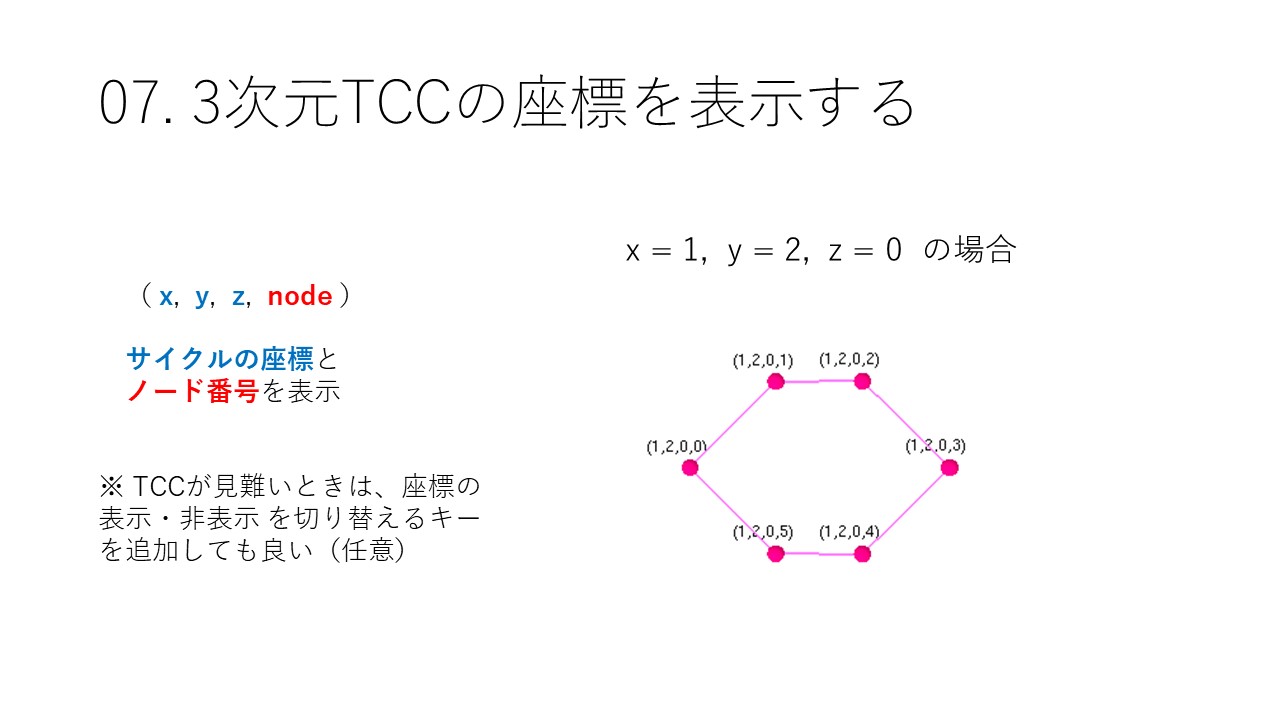 07. 3次元TCCの座標を表示する
x = 1, y = 2, z = 0 の場合
( x, y, z, node )
サイクルの座標と
ノード番号を表示
※ TCCが見難いときは、座標の
表示・非表示 を切り替えるキー
を追加しても良い（任意）
(1,2,0,1) (1,2,0,2)
(1,2,0,0) (1,2,0,3)
(1,2,0,5) (1,2,0,4)